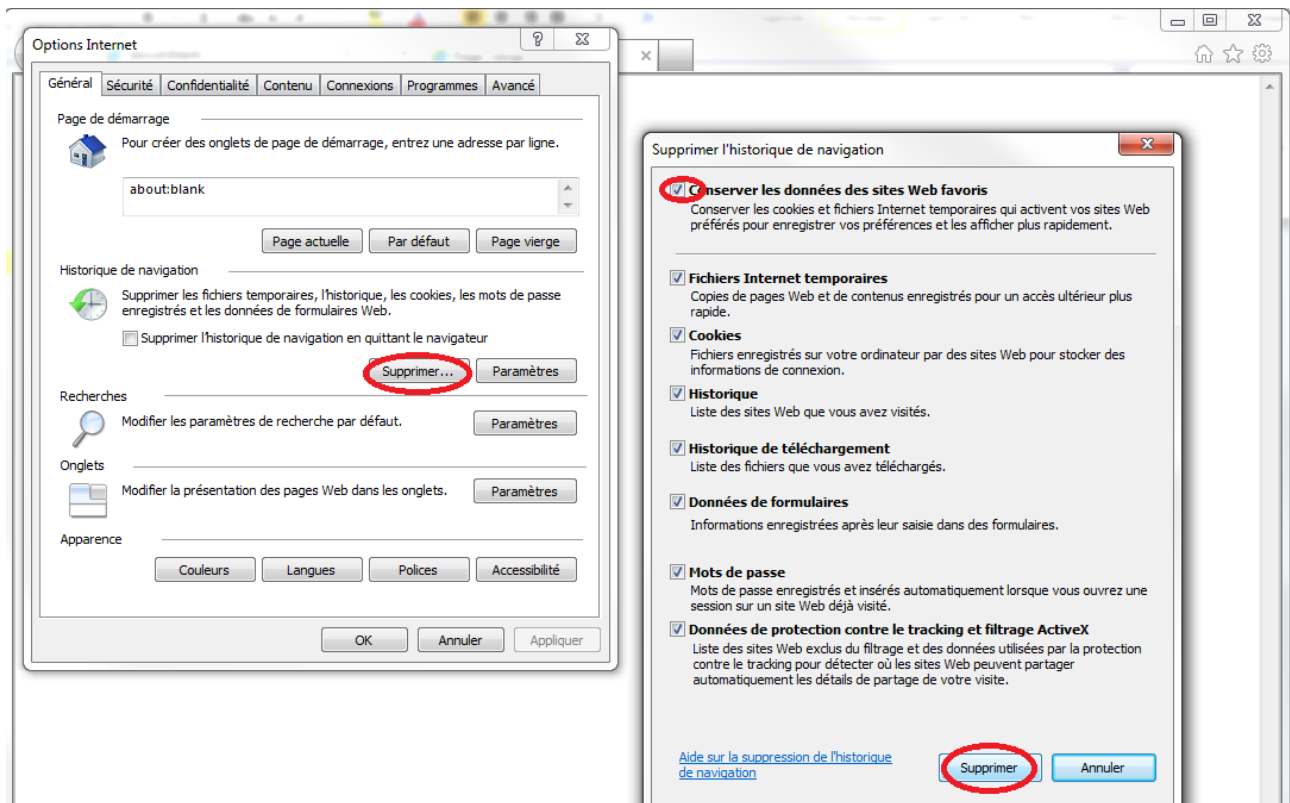 Options Internet
Général Sécurité Confidentialité Contenu Connexions Programmes Avancé
Page de démarrage
Pour créer des onglets de page de démarrage, entrez une adresse par ligne.
about:blank
Page actuelle Par défaut Page vierge
Historique de navigation
Supprimer les fichiers temporaires, l'historique, les cookies, les mots de passe
enregistrés et les données de formulaires Web.
Supprimer l'historique de navigation en quittant le navigateur
Supprimer... Paramètres
Recherches
Modifier les paramètres de recherche par défaut. Paramètres
Onglets
Modifier la présentation des pages Web dans les onglets. Paramètres
Apparence
Couleurs Langues Polices Accessibilité
OK Annuler Appliquer
Supprimer l'historique de navigation
Conserver les données des sites Web favoris
Conserver les cookies et fichiers Internet temporaires qui activent vos sites Web
préférés pour enregistrer vos préférences et les afficher plus rapidement.
Fichiers Internet temporaires
Copies de pages Web et de contenus enregistrés pour un accès ultérieur plus
rapide.
Cookies
Fichiers enregistrés sur votre ordinateur par des sites Web pour stocker des
informations de connexion.
Historique
Liste des sites Web que vous avez visités.
Historique de téléchargement
Liste des fichiers que vous avez téléchargés.
Données de formulaires
Informations enregistrées après leur saisie dans des formulaires.
Mots de passe
Mots de passe enregistrés et insérés automatiquement lorsque vous ouvrez une
session sur un site Web déjà visité.
Données de protection contre le tracking et filtrage ActiveX
Liste des sites Web exclus du filtrage et des données utilisées par la protection
contre le tracking pour détecter où les sites Web peuvent partager
automatiquement les détails de partage de votre visite.
Aide sur la suppression de l'historique
de navigation
Supprimer Annuler